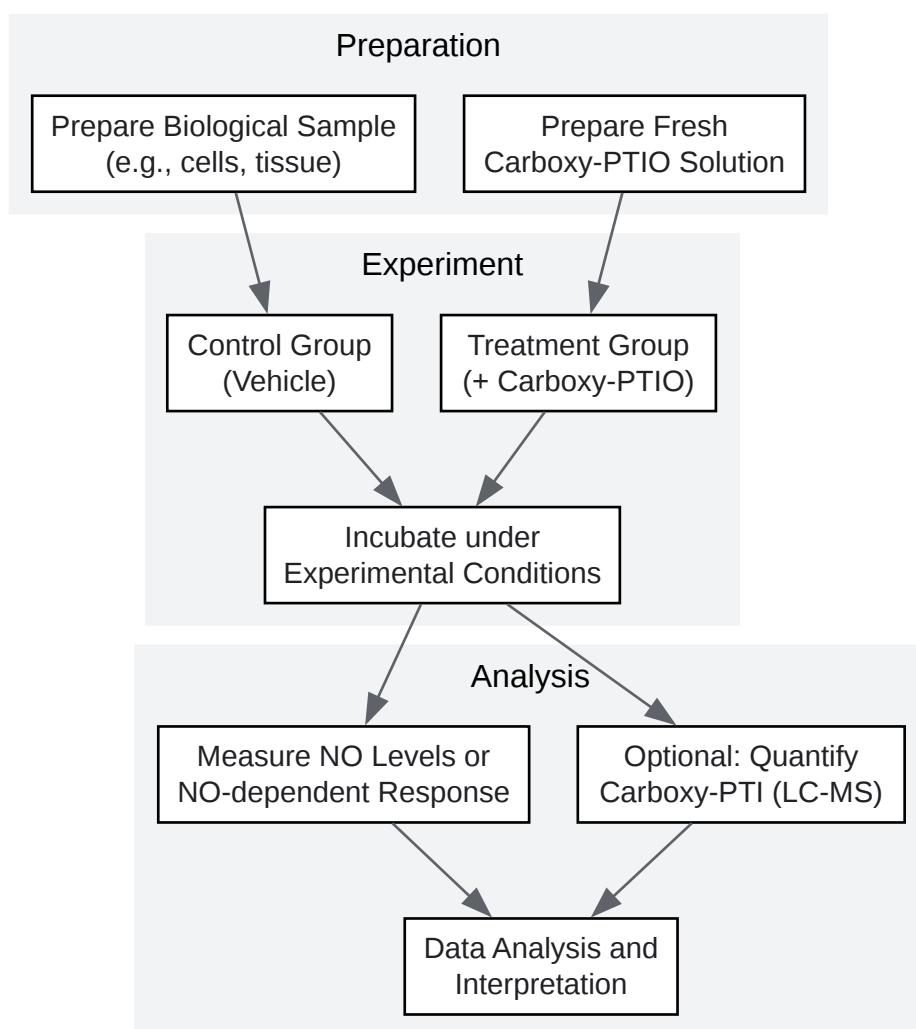 Preparation
Prepare Biological Sample
(e.g., cells, tissue)
Prepare Fresh
Carboxy-PTIO Solution
Experiment
Control Group
(Vehicle)
Treatment Group
(+ Carboxy-PTIO)
Incubate under
Experimental Conditions
Analysis
Measure NO Levels or
NO-dependent Response
Optional: Quantify
Carboxy-PTI (LC-MS)
Data Analysis and
Interpretation